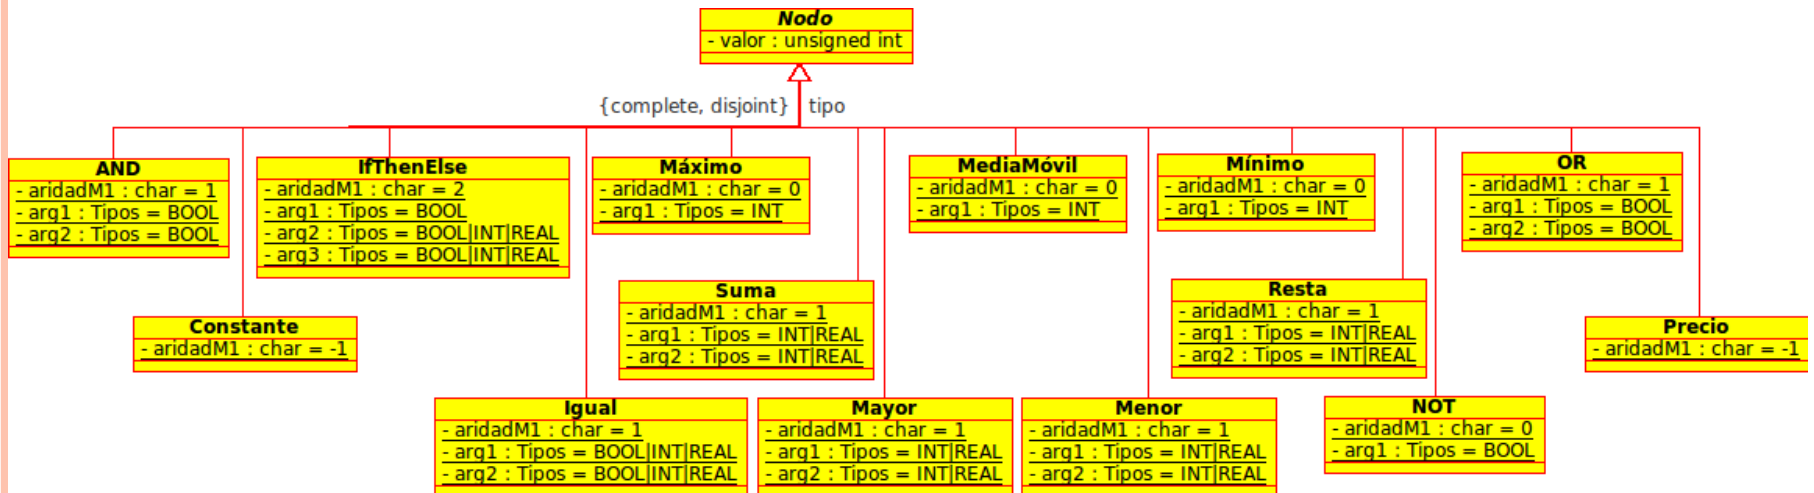 Nodo
- valor : unsigned int
{complete, disjoint} tipo
AND
- aridadM1 : char = 1
- arg1 : Tipos = BOOL
- arg2 : Tipos = BOOL
IfThenElse
- aridadM1 : char = 2
- arg1 : Tipos = BOOL
- arg2 : Tipos = BOOL|INT|REAL
- arg3 : Tipos = BOOL|INT|REAL
Máximo
- aridadM1 : char = 0
- arg1 : Tipos = INT
MediaMóvil
- aridadM1 : char = 0
- arg1 : Tipos = INT
Mínimo
- aridadM1 : char = 0
- arg1 : Tipos = INT
OR
- aridadM1 : char = 1
- arg1 : Tipos = BOOL
- arg2 : Tipos = BOOL
Constante
- aridadM1 : char = -1
Suma
- aridadM1 : char = 1
- arg1 : Tipos = INT|REAL
- arg2 : Tipos = INT|REAL
Resta
- aridadM1 : char = 1
- arg1 : Tipos = INT|REAL
- arg2 : Tipos = INT|REAL
Precio
- aridadM1 : char = -1
Igual
- aridadM1 : char = 1
- arg1 : Tipos = BOOL|INT|REAL
- arg2 : Tipos = BOOL|INT|REAL
Mayor
- aridadM1 : char = 1
- arg1 : Tipos = INT|REAL
- arg2 : Tipos = INT|REAL
Menor
- aridadM1 : char = 1
- arg1 : Tipos = INT|REAL
- arg2 : Tipos = INT|REAL
NOT
- aridadM1 : char = 0
- arg1 : Tipos = BOOL